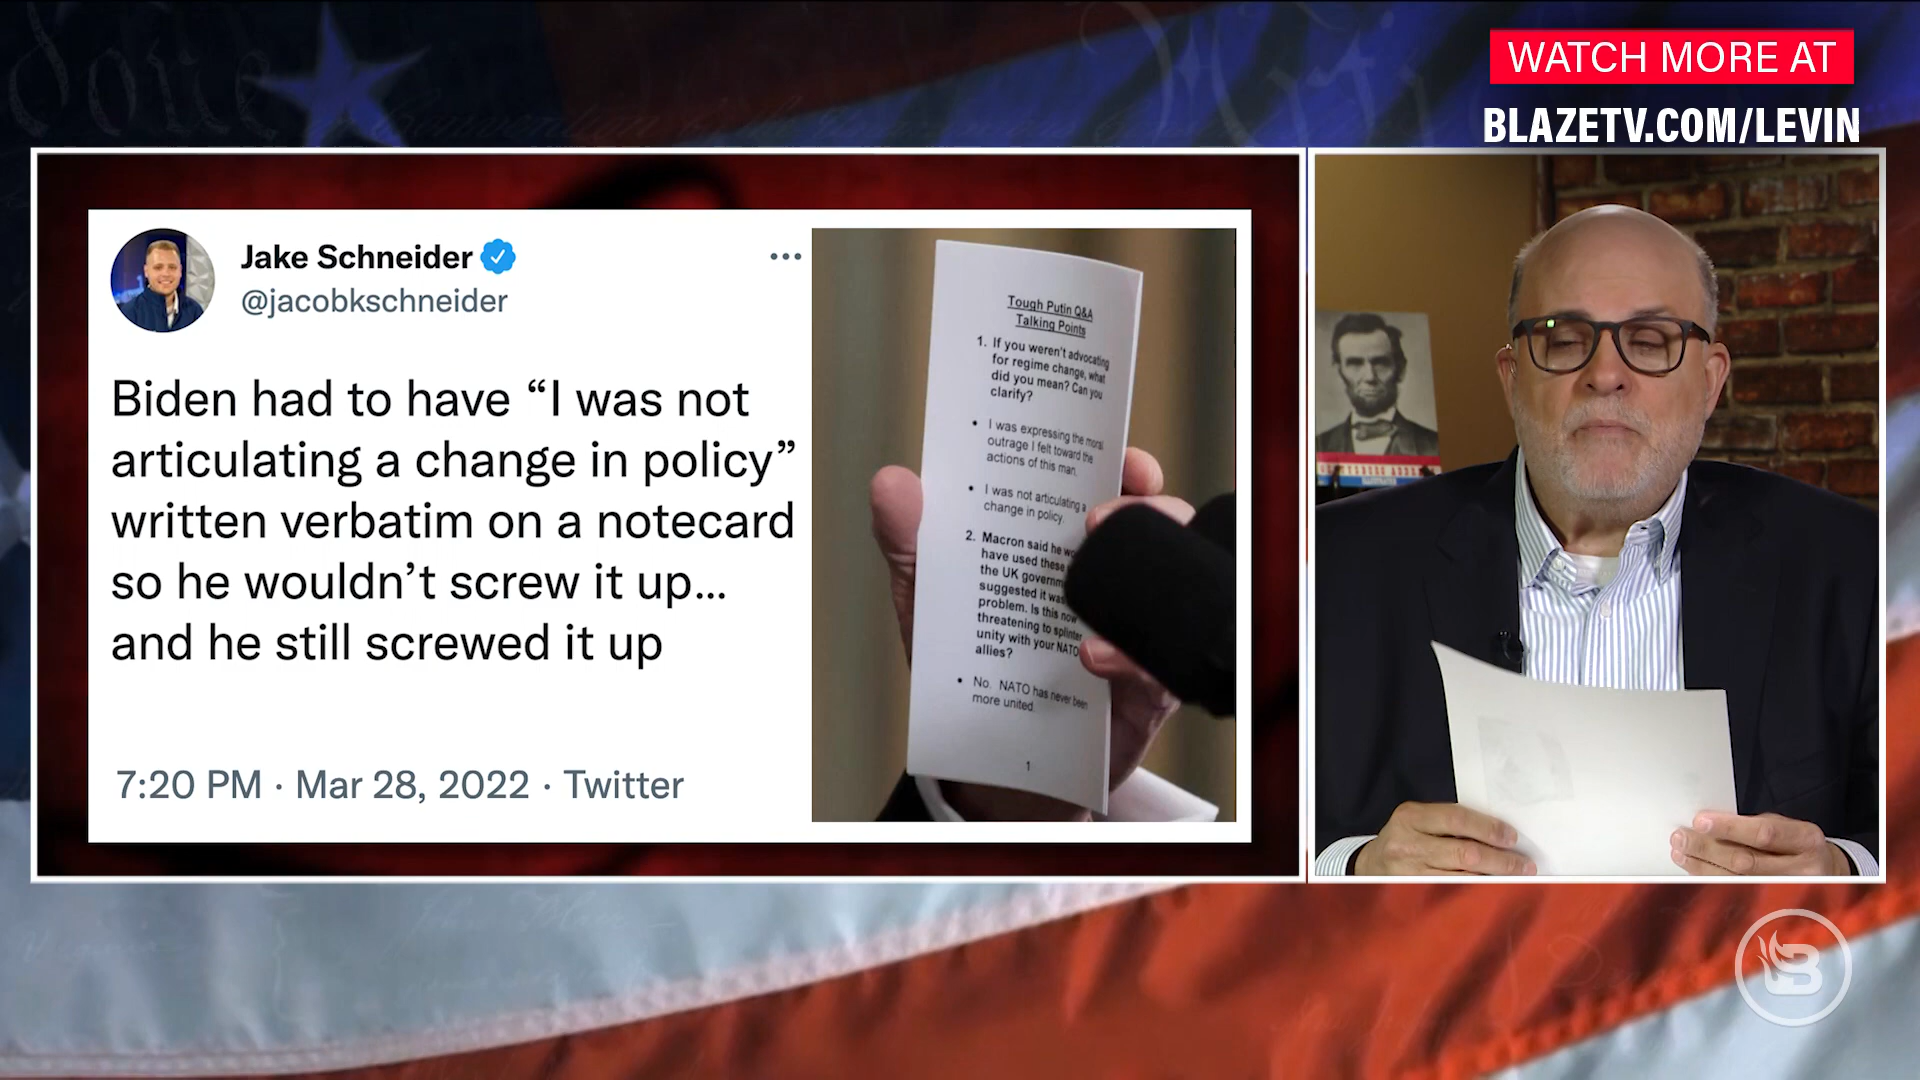 WATCH MORE AT
BLAZETV.COM/LEVIN
Jake Schneider
@jacobkschneider
Biden had to have “I was not
articulating a change in policy”
written verbatim on a notecard
so he wouldn’t screw it up...
and he still screwed it up
7:20 PM · Mar 28, 2022 · Twitter
Tough Putin Q&A
Talking Points
1. If you weren't advocating
for regime change, what
did you mean? Can you
clarify?
• I was expressing the moral
outrage I felt toward the
actions of this man.
• I was not articulating a
change in policy.
2. Macron said he
have used these
the UK
suggested it was
problem. Is this now
threatening to splinter
unity with your NATO
allies?
• No. NATO has never been
more united.
1
B